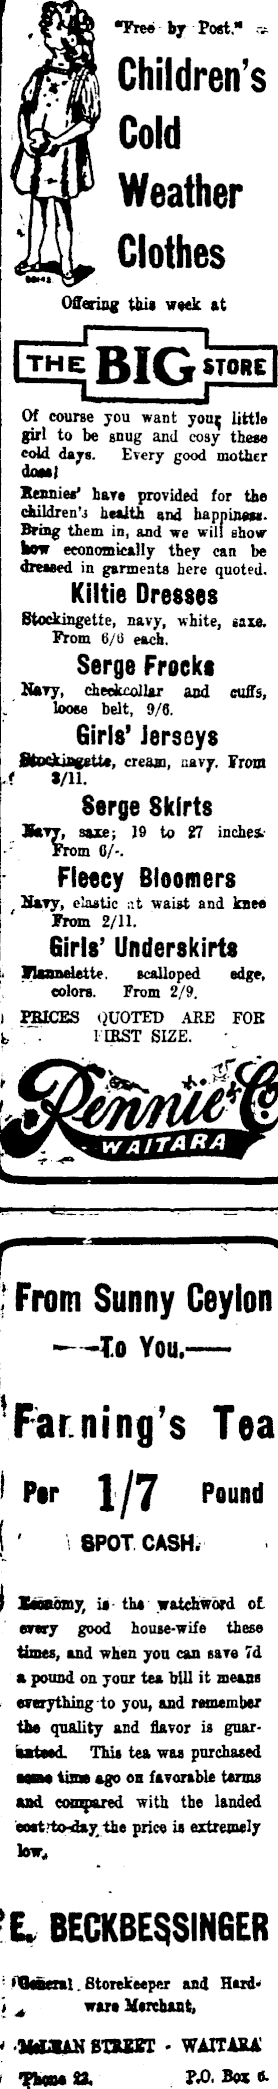 "Free by Post."
Children's
Cold
Weather
Clothes
Offering this week at
THE BIG STORE
Of course you want your little
girl to be snug and cosy these
cold days. Every good mother
does!
Rennies' have provided for the
children's health and happiness.
Bring them in, and we will show
how economically they can be
dressed in garments here quoted.
Kiltie Dresses
Stockingette, navy, white, saxe.
From 6/6 each.
Serge Frocks
Navy, check collar and cuffs,
loose belt, 9/6.
Girls' Jerseys
Stockingette, cream, navy. From
3/11.
Serge Skirts
Navy, saxe; 19 to 27 inches.
From 6/-.
Fleecy Bloomers
Navy, elastic at waist and knee
From 2/11.
Girls' Underskirts
Flannelette, scalloped edge,
colors. From 2/9.
PRICES QUOTED ARE FOR
FIRST SIZE.
Rennie & Co
WAITARA
From Sunny Ceylon
—To You.—
Farning's Tea
Per 1/7 Pound
SPOT CASH.
Economy, is the watchword of
every good house-wife these
times, and when you can save 7d
a pound on your tea bill it means
everything to you, and remember
the quality and flavor is guar-
anteed. This tea was purchased
some time ago on favorable terms
and compared with the landed
cost to-day, the price is extremely
low.
E. BECKBESSINGER
General Storekeeper and Hard-
ware Merchant,
McLEAN STREET - WAITARA
'Phone 22. P.O. Box 6.